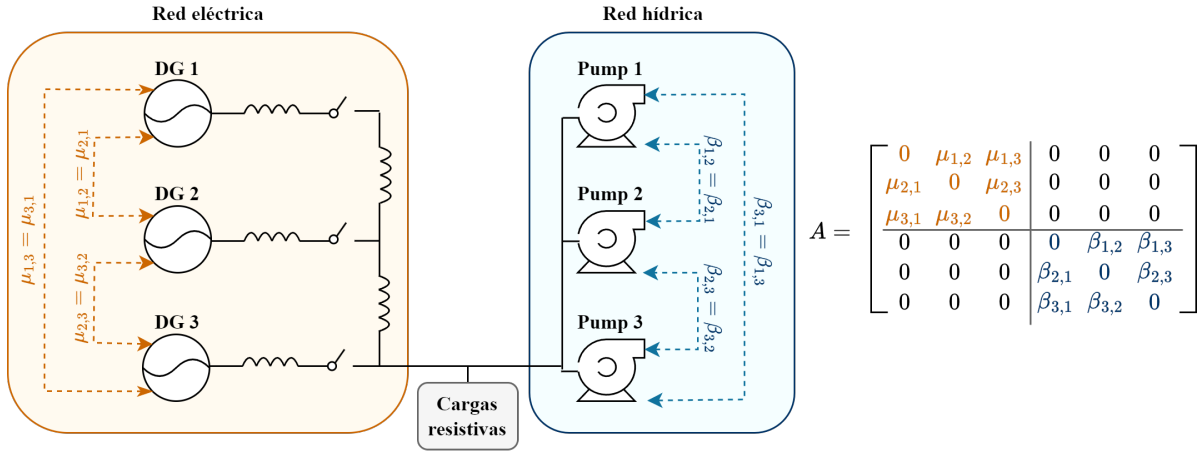 Red eléctrica
DG 1
DG 2
DG 3
μ1,3 = μ3,1
μ1,2 = μ2,1
μ2,3 = μ3,2
Cargas
resistivas
Red hídrica
Pump 1
Pump 2
Pump 3
β1,2 = β2,1
β2,3 = β3,2
β3,1 = β1,3
A =
0 μ1,2 μ1,3 0 0 0
μ2,1 0 μ2,3 0 0 0
μ3,1 μ3,2 0 0 0 0
0 0 0 0 β1,2 β1,3
0 0 0 β2,1 0 β2,3
0 0 0 β3,1 β3,2 0